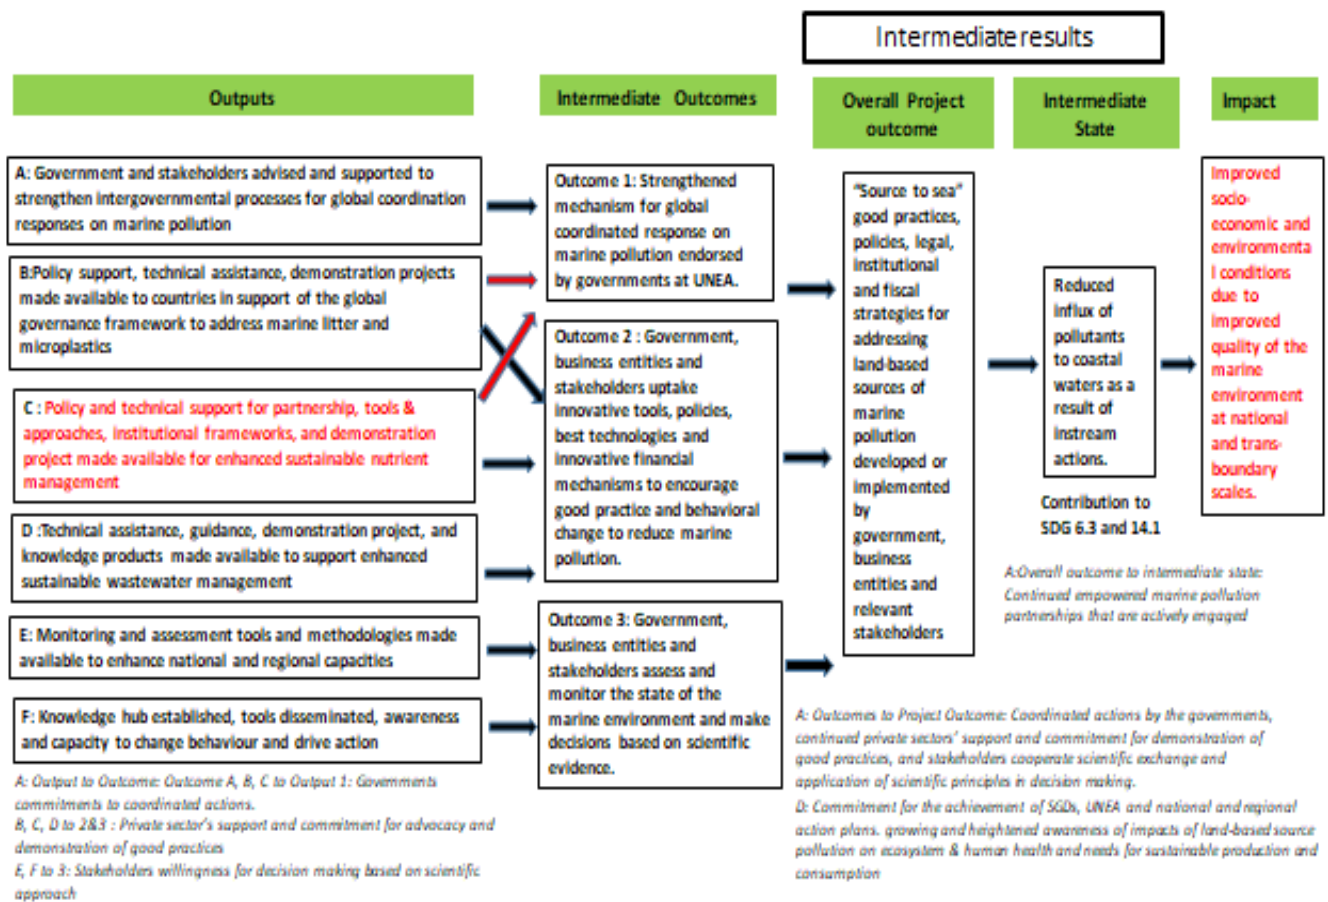 Intermediate results
Outputs
Intermediate Outcomes
Overall Project
outcome
Intermediate
State
Impact
A: Government and stakeholders advised and supported to
strengthen intergovernmental processes for global coordination
responses on marine pollution
B:Policy support, technical assistance, demonstration projects
made available to countries in support of the global
governance framework to address marine litter and
microplastics
C : Policy and technical support for partnership, tools &
approaches, institutional frameworks, and demonstration
project made available for enhanced sustainable nutrient
management
D :Technical assistance, guidance, demonstration project, and
knowledge products made available to support enhanced
sustainable wastewater management
E: Monitoring and assessment tools and methodologies made
available to enhance national and regional capacities
F: Knowledge hub established, tools disseminated, awareness
and capacity to change behaviour and drive action
A: Output to Outcome: Outcome A, B, C to Output 1: Governments
commitments to coordinated actions.
B, C, D to 2&3 : Private sector's support and commitment for advocacy and
demonstration of good practices
E, F to 3: Stakeholders willingness for decision making based on scientific
approach
Outcome 1: Strengthened
mechanism for global
coordinated response on
marine pollution endorsed
by governments at UNEA.
Outcome 2 : Government,
business entities and
stakeholders uptake
innovative tools, policies,
best technologies and
innovative financial
mechanisms to encourage
good practice and behavioral
change to reduce marine
pollution.
Outcome 3: Government,
business entities and
stakeholders assess and
monitor the state of the
marine environment and make
decisions based on scientific
evidence.
"Source to sea"
good practices,
policies, legal,
institutional
and fiscal
strategies for
addressing
land-based
sources of
marine
pollution
developed or
implemented
by
government,
business
entities and
relevant
stakeholders
Reduced
influx of
pollutants
to coastal
waters as a
result of
instream
actions.
Contribution to
SDG 6.3 and 14.1
A:Overall outcome to intermediate state:
Continued empowered marine pollution
partnerships that are actively engaged
Improved
socio-
economic and
environmenta
l conditions
due to
improved
quality of the
marine
environment
at national
and trans-
boundary
scales.
A: Outcomes to Project Outcome: Coordinated actions by the governments,
continued private sectors' support and commitment for demonstration of
good practices, and stakeholders cooperate scientific exchange and
application of scientific principles in decision making.
D: Commitment for the achievement of SGDs, UNEA and national and regional
action plans. growing and heightened awareness of impacts of land-based source
pollution on ecosystem & human health and needs for sustainable production and
consumption